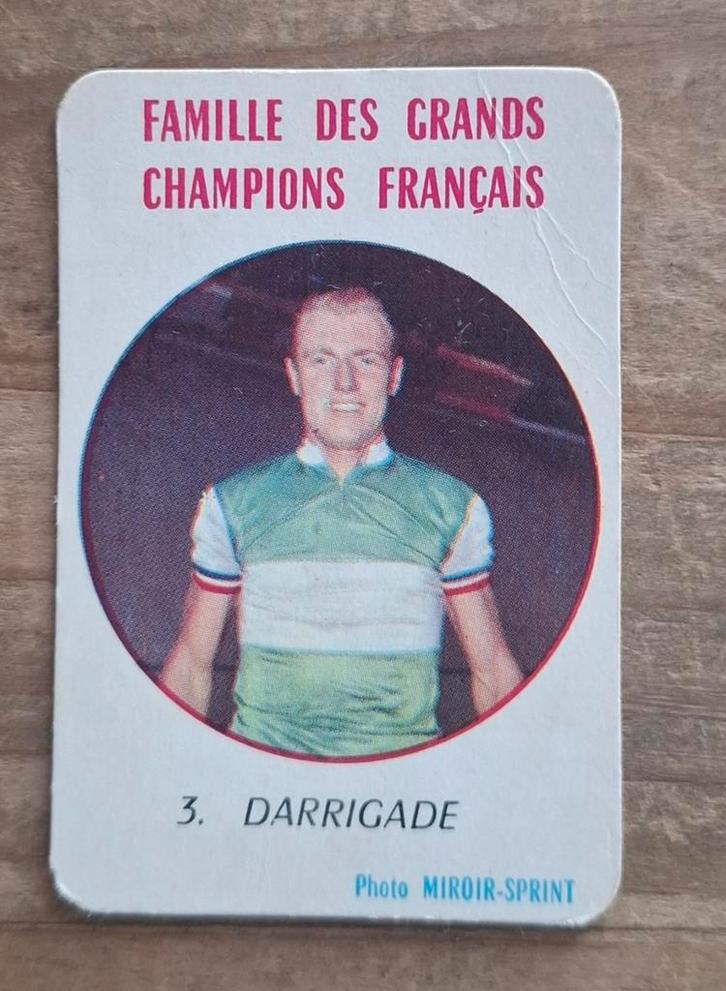 FAMILLE DES GRANDS
CHAMPIONS FRANÇAIS
3. DARRIGADE
Photo MIROIR-SPRINT